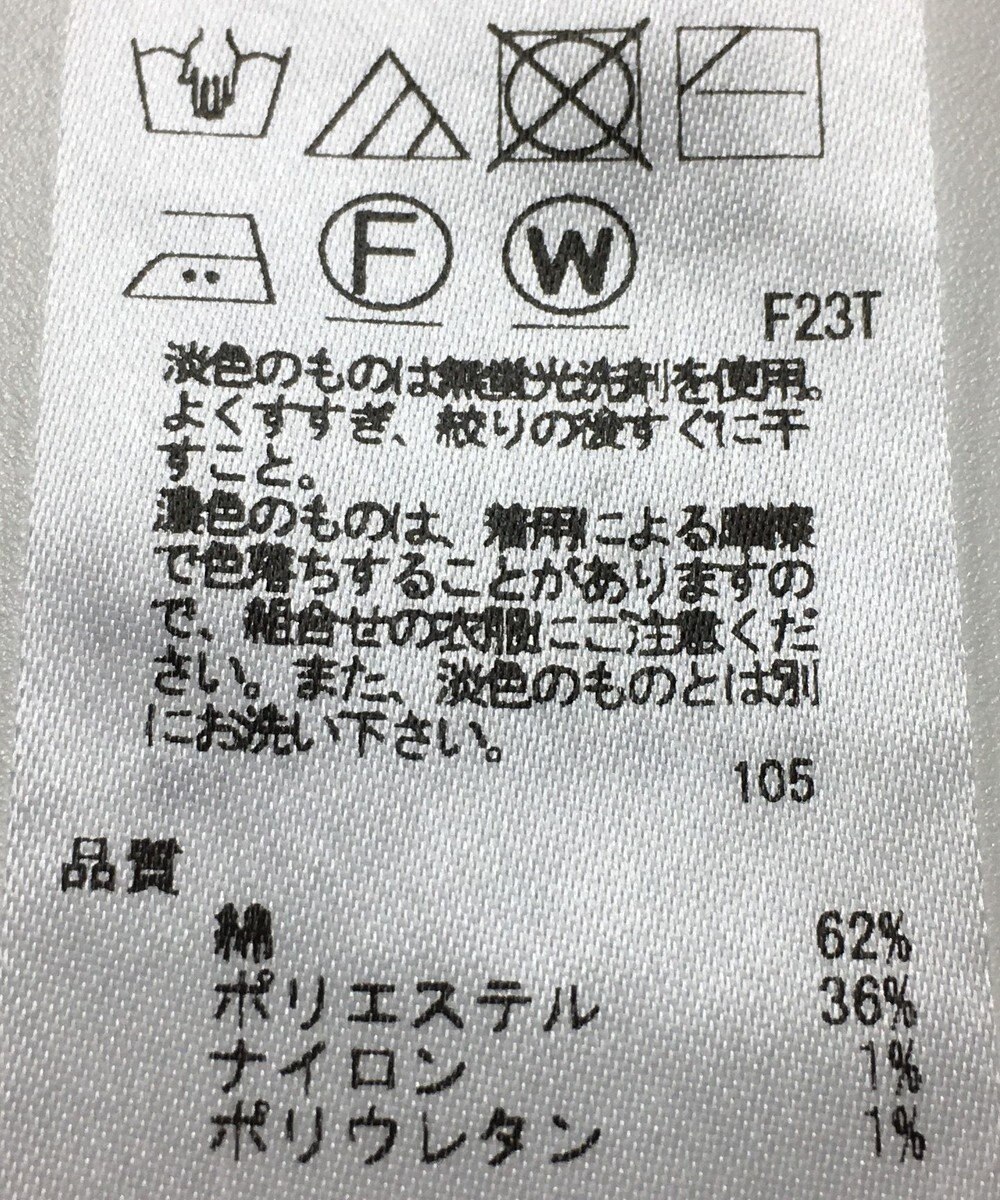 F
W
F23T
淡色のものは無蛍光洗剤を使用。
よくすすぎ、絞りの後すぐに干
すこと。
濃色のものは、着用による摩擦
で色落ちすることがありますの
で、組合せの衣服にご注意くだ
さい。また、淡色のものとは別
にお洗い下さい。
105
品質
綿 62%
ポリエステル 36%
ナイロン 1%
ポリウレタン 1%